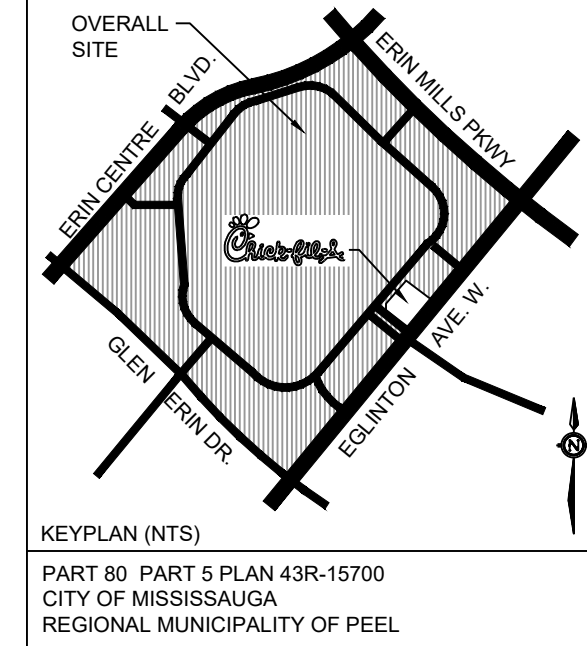 OVERALL
SITE
ERIN CENTRE BLVD.
ERIN MILLS PKWY
Chick-fil-A
GLEN ERIN DR.
EGLINTON AVE. W.
N
KEYPLAN (NTS)
PART 80 PART 5 PLAN 43R-15700
CITY OF MISSISSAUGA
REGIONAL MUNICIPALITY OF PEEL